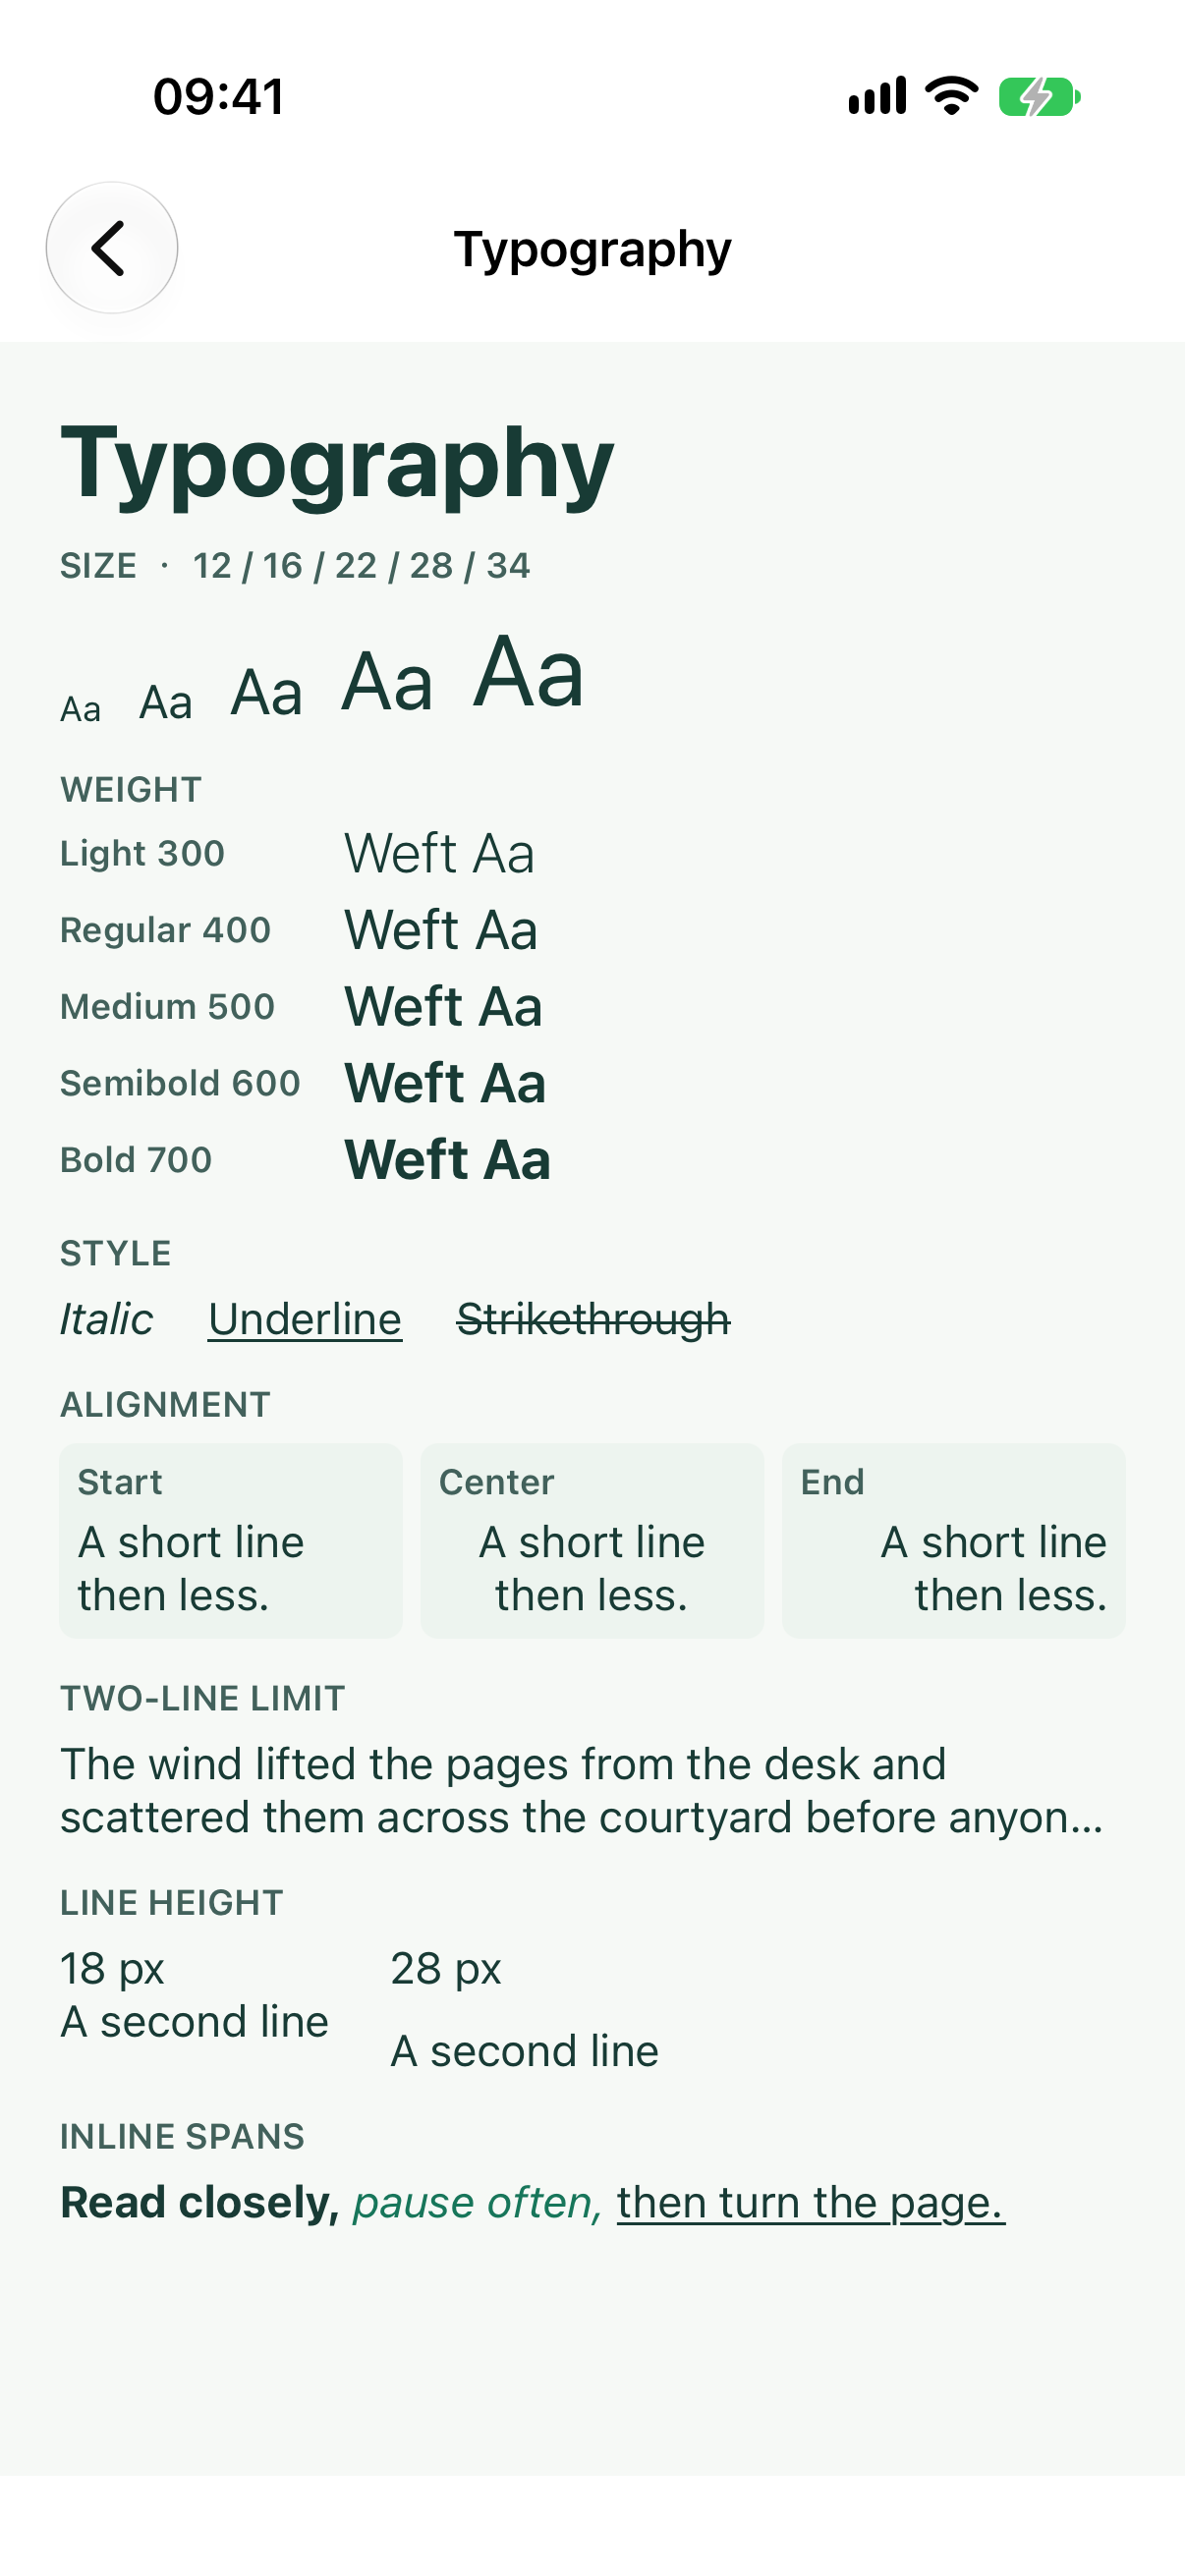 09:41
Typography
Typography
SIZE · 12 / 16 / 22 / 28 / 34
Aa Aa Aa Aa Aa
WEIGHT
Light 300 Weft Aa
Regular 400 Weft Aa
Medium 500 Weft Aa
Semibold 600 Weft Aa
Bold 700 Weft Aa
STYLE
Italic Underline Strikethrough
ALIGNMENT
Start
A short line
then less.
Center
A short line
then less.
End
A short line
then less.
TWO-LINE LIMIT
The wind lifted the pages from the desk and
scattered them across the courtyard before anyon...
LINE HEIGHT
18 px
A second line
28 px
A second line
INLINE SPANS
Read closely, pause often, then turn the page.